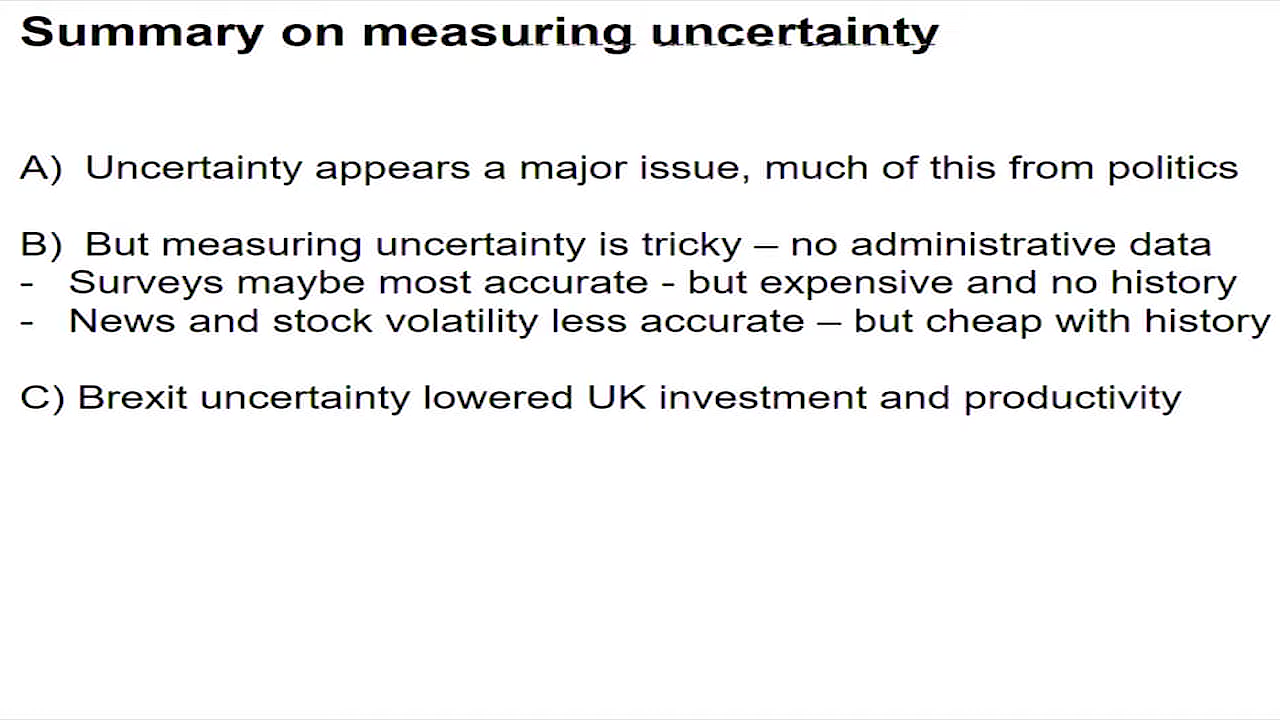 Summary on measuring uncertainty
A) Uncertainty appears a major issue, much of this from politics
B) But measuring uncertainty is tricky – no administrative data
- Surveys maybe most accurate - but expensive and no history
- News and stock volatility less accurate – but cheap with history
C) Brexit uncertainty lowered UK investment and productivity